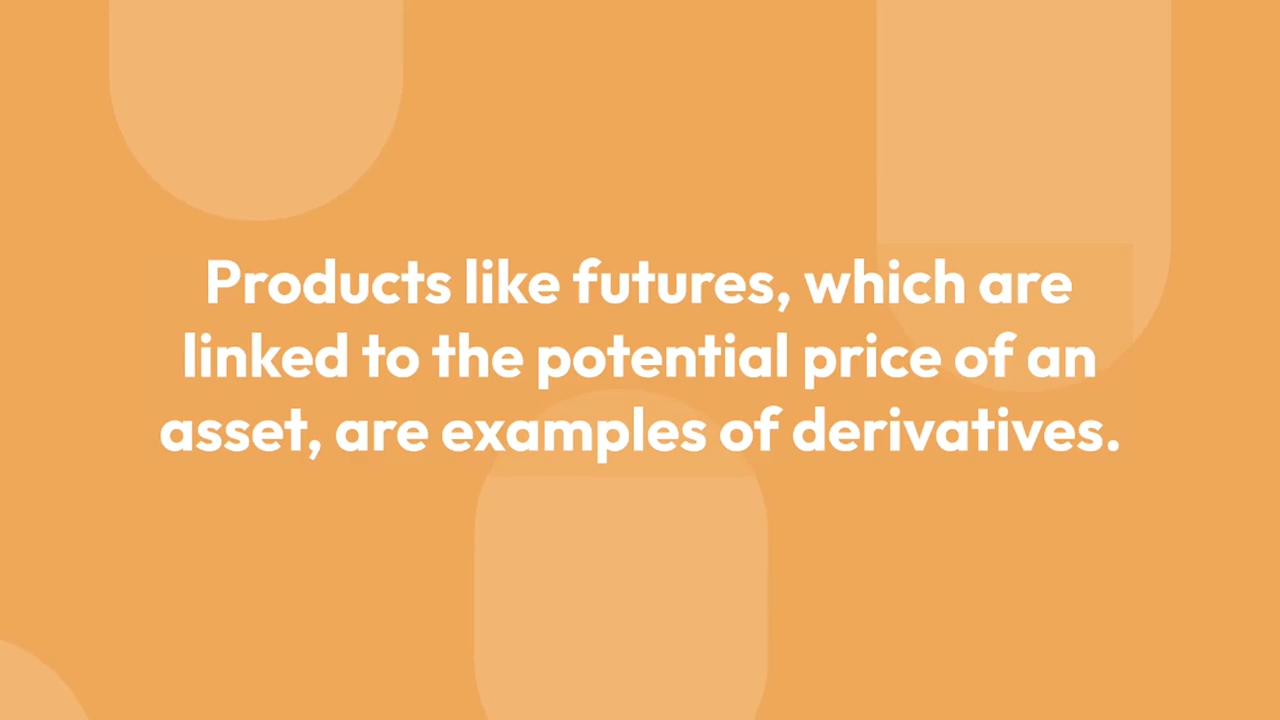 Products like futures, which are
linked to the potential price of an
asset, are examples of derivatives.